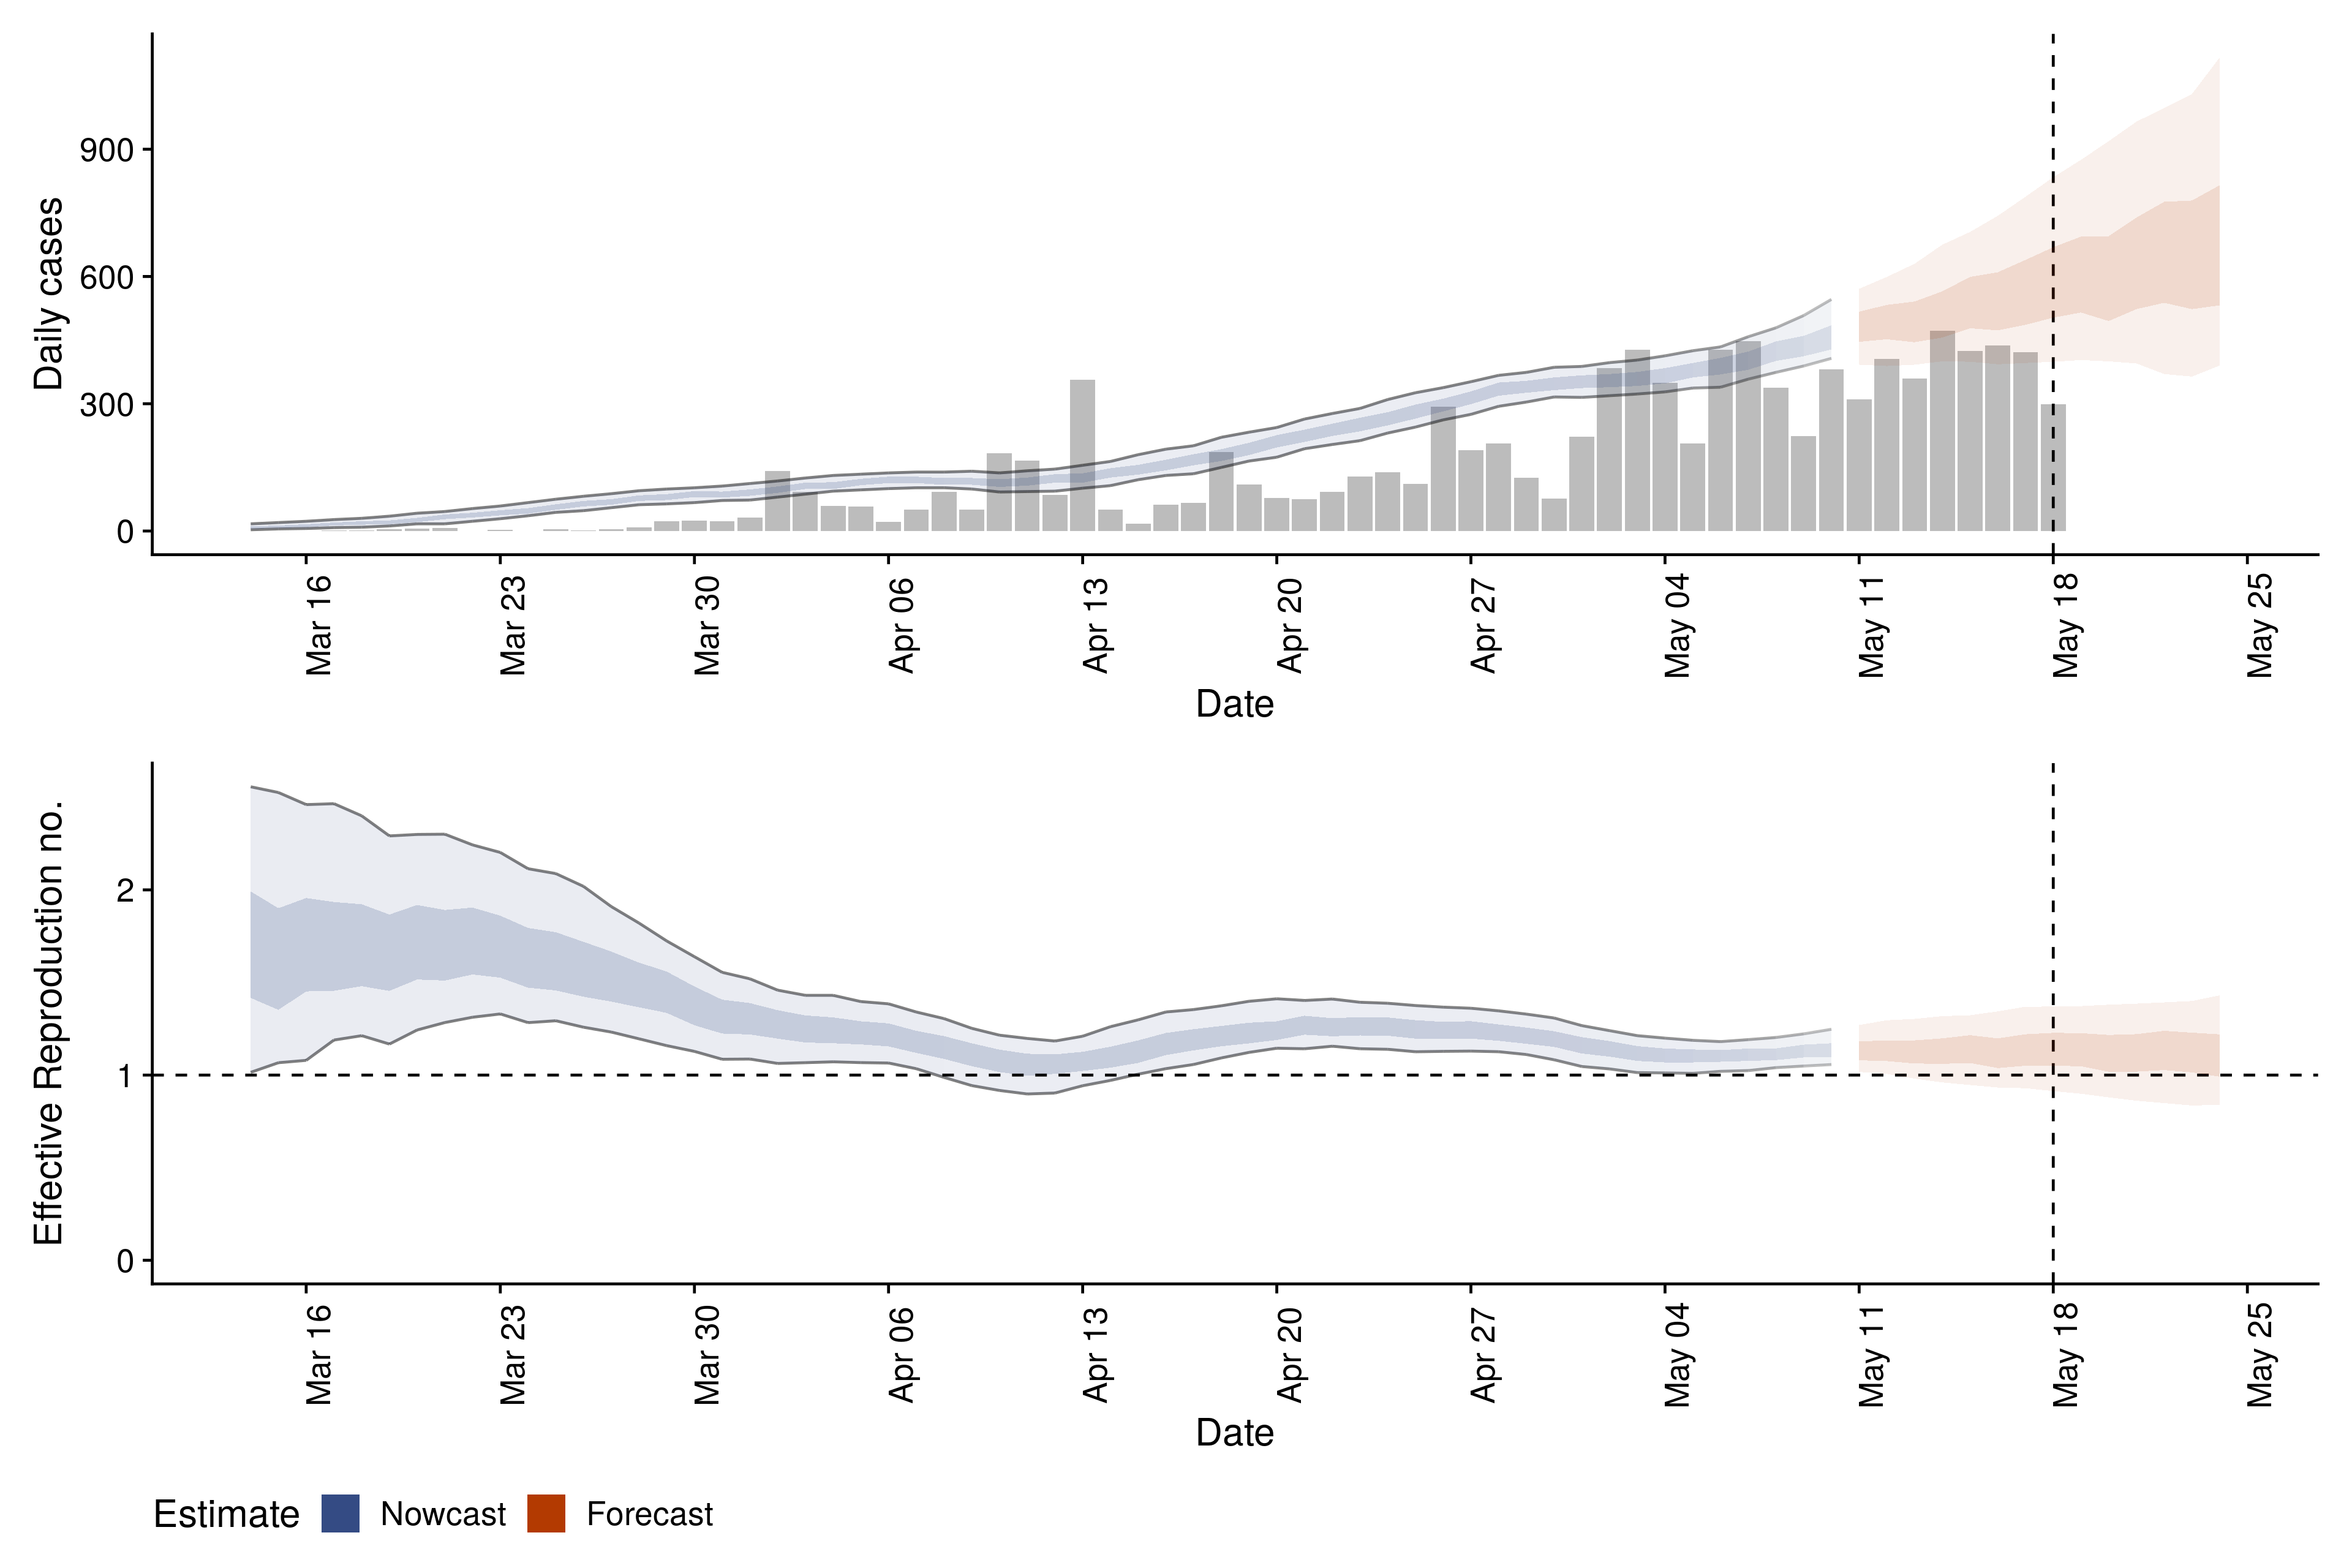 Daily cases
900
600
300
0
Mar 16
Mar 23
Mar 30
Apr 06
Apr 13
Apr 20
Apr 27
May 04
May 11
May 18
May 25
Date
Effective Reproduction no.
2
1
0
Mar 16
Mar 23
Mar 30
Apr 06
Apr 13
Apr 20
Apr 27
May 04
May 11
May 18
May 25
Date
Estimate Nowcast Forecast